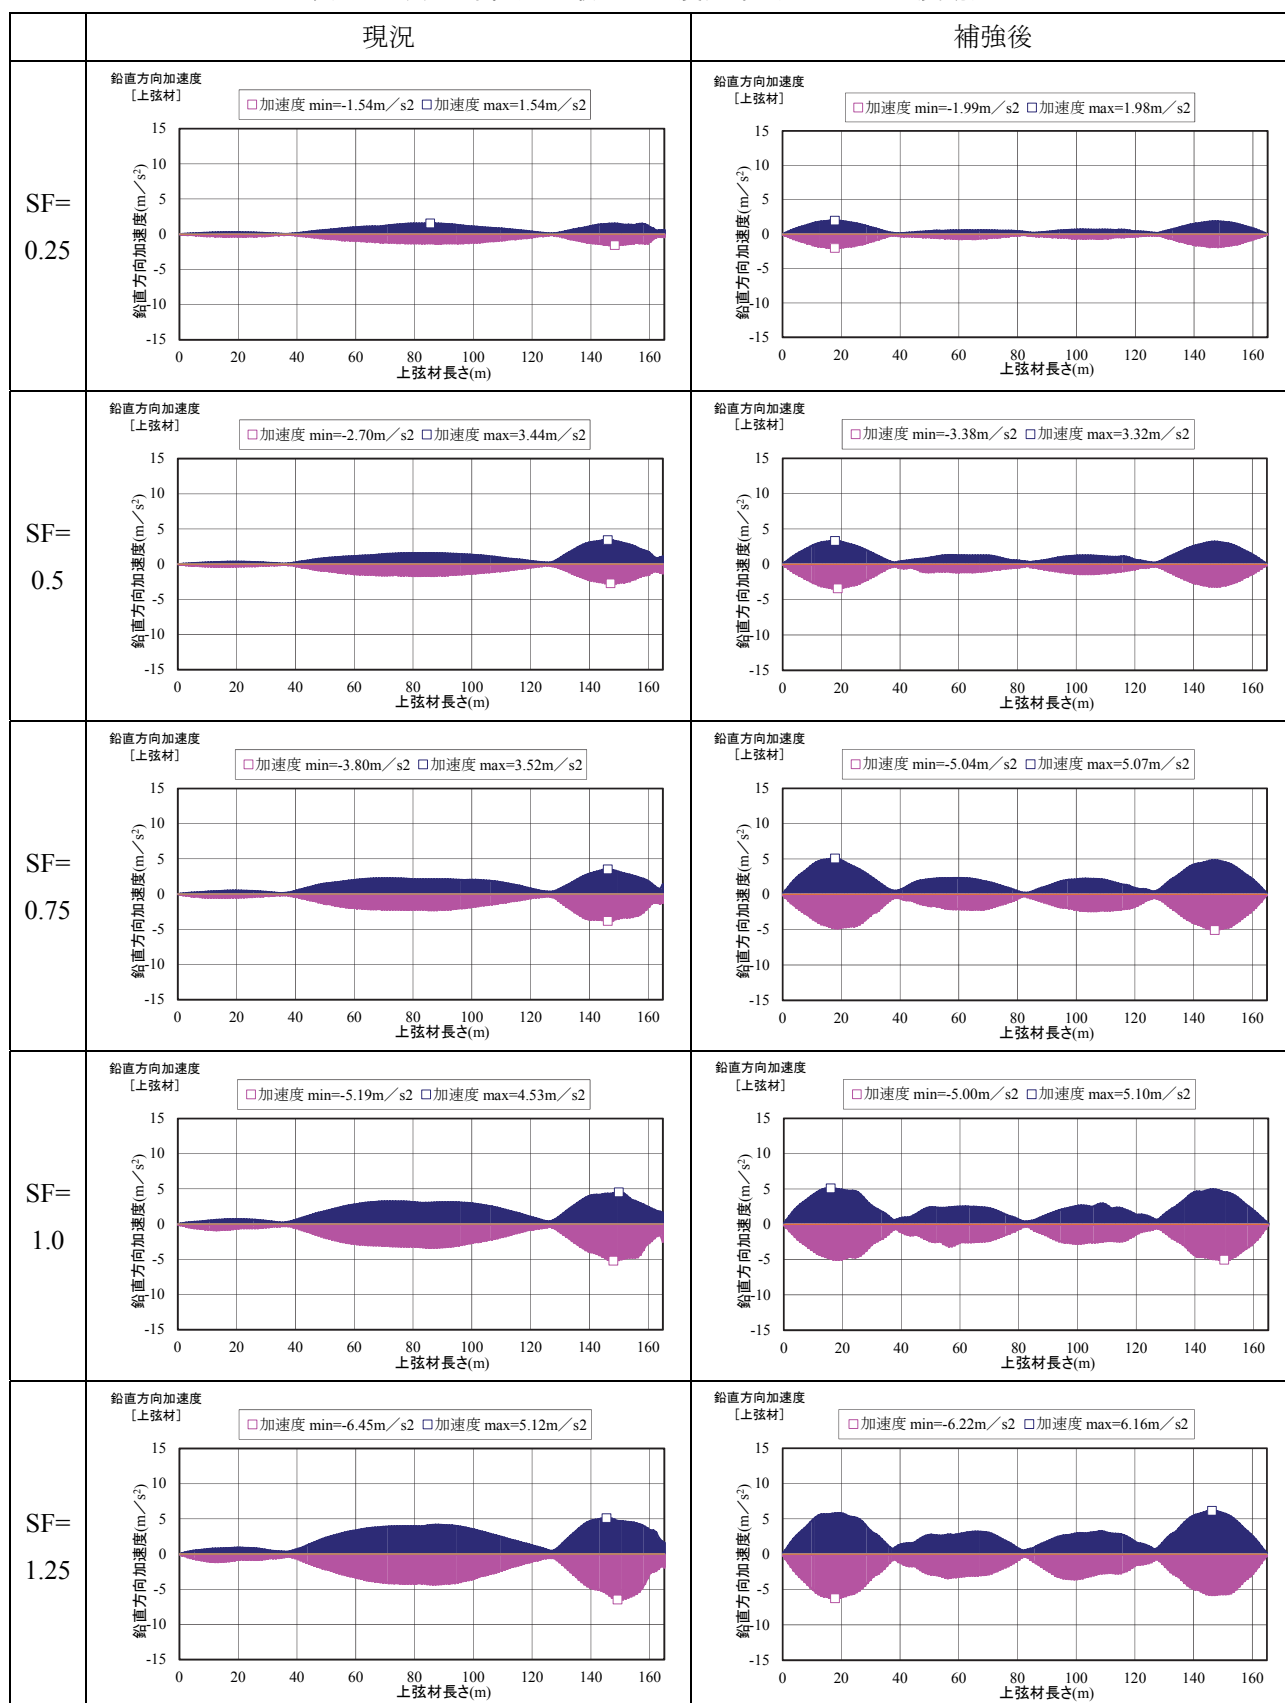 現況
補強後
SF=
0.25
鉛直方向加速度
［上弦材］
加速度 min=-1.54m／s2 加速度 max=1.54m／s2
鉛直方向加速度(m／s²)
15
10
5
0
-5
-10
-15
0 20 40 60 80 100 120 140 160
上弦材長さ(m)
鉛直方向加速度
［上弦材］
加速度 min=-1.99m／s2 加速度 max=1.98m／s2
鉛直方向加速度(m／s²)
15
10
5
0
-5
-10
-15
0 20 40 60 80 100 120 140 160
上弦材長さ(m)
SF=
0.5
鉛直方向加速度
［上弦材］
加速度 min=-2.70m／s2 加速度 max=3.44m／s2
鉛直方向加速度(m／s²)
15
10
5
0
-5
-10
-15
0 20 40 60 80 100 120 140 160
上弦材長さ(m)
鉛直方向加速度
［上弦材］
加速度 min=-3.38m／s2 加速度 max=3.32m／s2
鉛直方向加速度(m／s²)
15
10
5
0
-5
-10
-15
0 20 40 60 80 100 120 140 160
上弦材長さ(m)
SF=
0.75
鉛直方向加速度
［上弦材］
加速度 min=-3.80m／s2 加速度 max=3.52m／s2
鉛直方向加速度(m／s²)
15
10
5
0
-5
-10
-15
0 20 40 60 80 100 120 140 160
上弦材長さ(m)
鉛直方向加速度
［上弦材］
加速度 min=-5.04m／s2 加速度 max=5.07m／s2
鉛直方向加速度(m／s²)
15
10
5
0
-5
-10
-15
0 20 40 60 80 100 120 140 160
上弦材長さ(m)
SF=
1.0
鉛直方向加速度
［上弦材］
加速度 min=-5.19m／s2 加速度 max=4.53m／s2
鉛直方向加速度(m／s²)
15
10
5
0
-5
-10
-15
0 20 40 60 80 100 120 140 160
上弦材長さ(m)
鉛直方向加速度
［上弦材］
加速度 min=-5.00m／s2 加速度 max=5.10m／s2
鉛直方向加速度(m／s²)
15
10
5
0
-5
-10
-15
0 20 40 60 80 100 120 140 160
上弦材長さ(m)
SF=
1.25
鉛直方向加速度
［上弦材］
加速度 min=-6.45m／s2 加速度 max=5.12m／s2
鉛直方向加速度(m／s²)
15
10
5
0
-5
-10
-15
0 20 40 60 80 100 120 140 160
上弦材長さ(m)
鉛直方向加速度
［上弦材］
加速度 min=-6.22m／s2 加速度 max=6.16m／s2
鉛直方向加速度(m／s²)
15
10
5
0
-5
-10
-15
0 20 40 60 80 100 120 140 160
上弦材長さ(m)